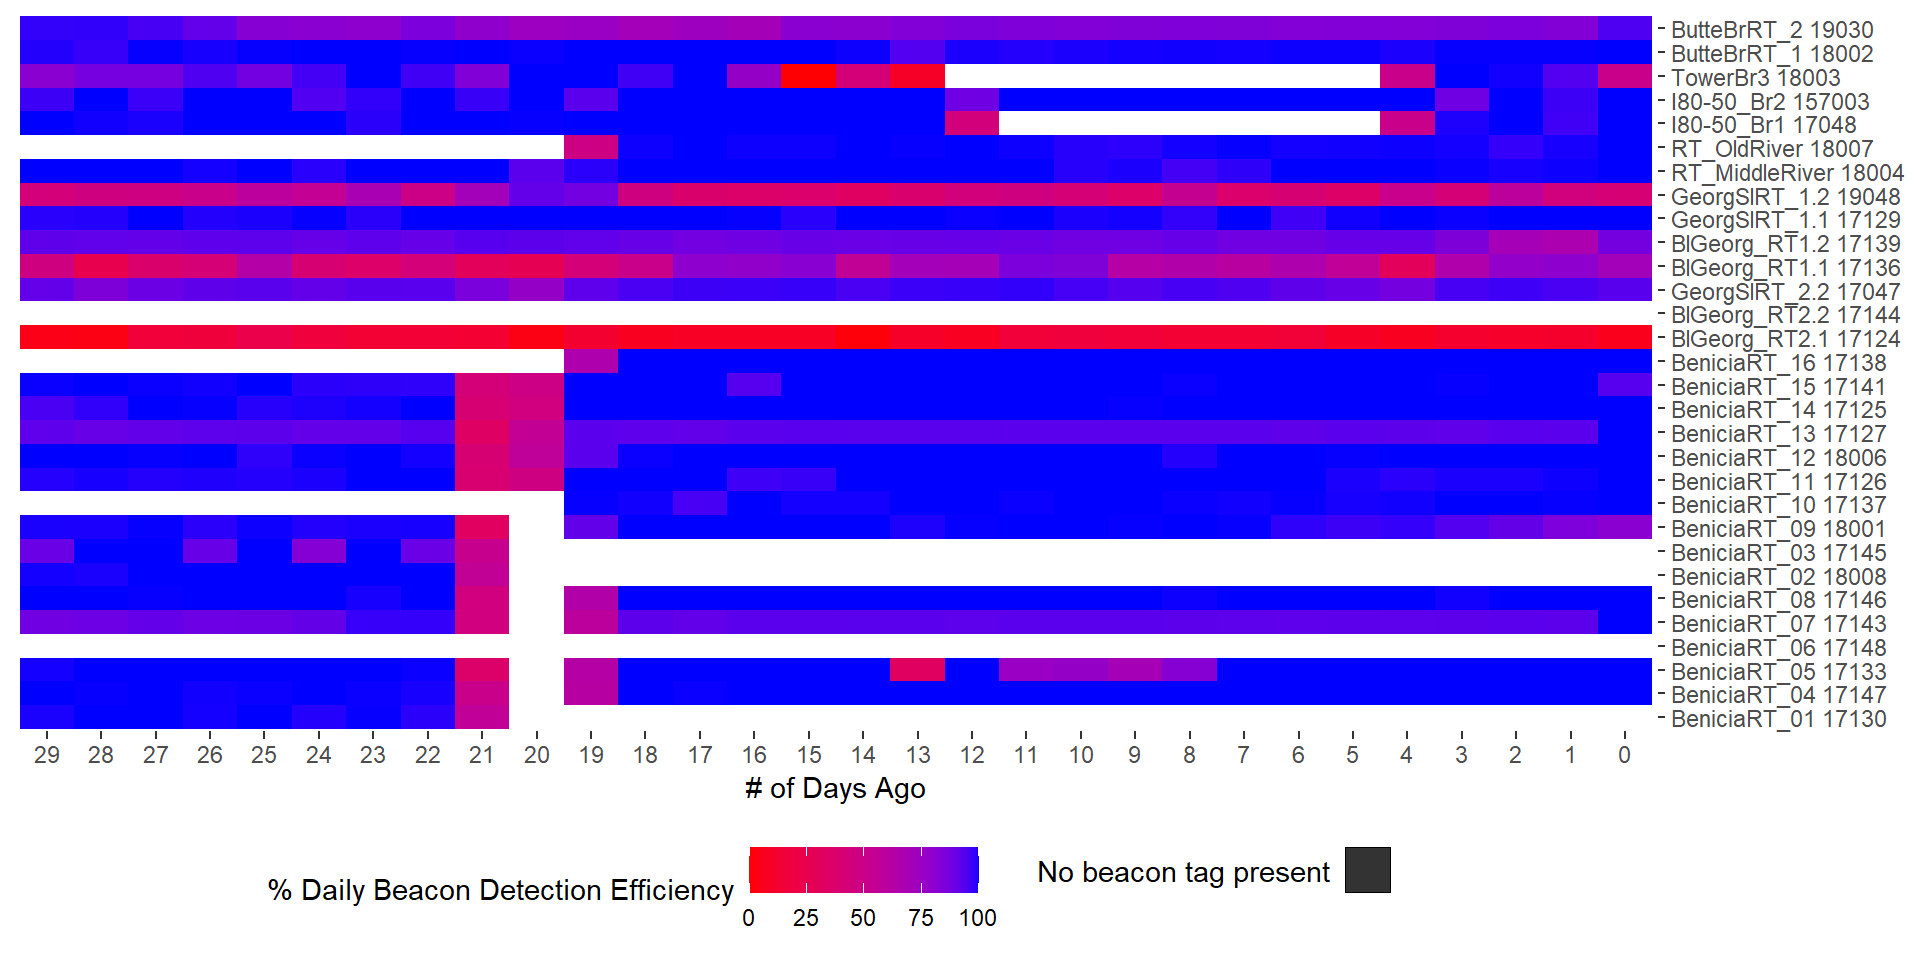 ButteBrRT_2 19030
ButteBrRT_1 18002
TowerBr3 18003
I80-50_Br2 157003
I80-50_Br1 17048
RT_OldRiver 18007
RT_MiddleRiver 18004
GeorgSlRT_1.2 19048
GeorgSlRT_1.1 17129
BlGeorg_RT1.2 17139
BlGeorg_RT1.1 17136
GeorgSlRT_2.2 17047
BlGeorg_RT2.2 17144
BlGeorg_RT2.1 17124
BeniciaRT_16 17138
BeniciaRT_15 17141
BeniciaRT_14 17125
BeniciaRT_13 17127
BeniciaRT_12 18006
BeniciaRT_11 17126
BeniciaRT_10 17137
BeniciaRT_09 18001
BeniciaRT_03 17145
BeniciaRT_02 18008
BeniciaRT_08 17146
BeniciaRT_07 17143
BeniciaRT_06 17148
BeniciaRT_05 17133
BeniciaRT_04 17147
BeniciaRT_01 17130
29 28 27 26 25 24 23 22 21 20 19 18 17 16 15 14 13 12 11 10 9 8 7 6 5 4 3 2 1 0
# of Days Ago
% Daily Beacon Detection Efficiency
0 25 50 75 100
No beacon tag present